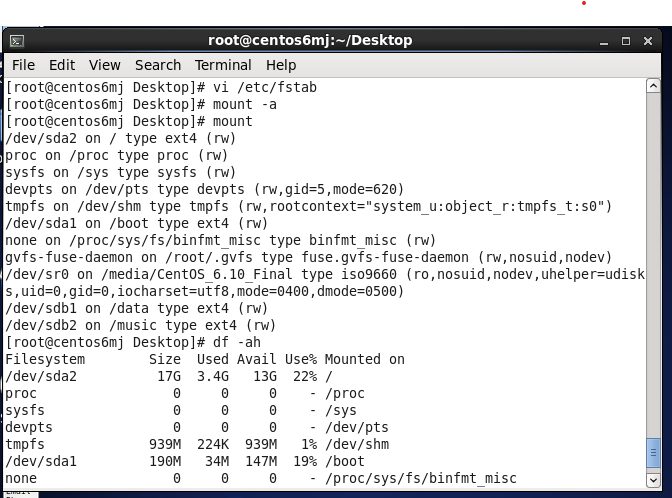 root@centos6mj:~/Desktop
File Edit View Search Terminal Help
[root@centos6mj Desktop]# vi /etc/fstab
[root@centos6mj Desktop]# mount -a
[root@centos6mj Desktop]# mount
/dev/sda2 on / type ext4 (rw)
proc on /proc type proc (rw)
sysfs on /sys type sysfs (rw)
devpts on /dev/pts type devpts (rw,gid=5,mode=620)
tmpfs on /dev/shm type tmpfs (rw,rootcontext="system_u:object_r:tmpfs_t:s0")
/dev/sda1 on /boot type ext4 (rw)
none on /proc/sys/fs/binfmt_misc type binfmt_misc (rw)
gvfs-fuse-daemon on /root/.gvfs type fuse.gvfs-fuse-daemon (rw,nosuid,nodev)
/dev/sr0 on /media/CentOS_6.10_Final type iso9660 (ro,nosuid,nodev,uhelper=udisk
s,uid=0,gid=0,iocharset=utf8,mode=0400,dmode=0500)
/dev/sdb1 on /data type ext4 (rw)
/dev/sdb2 on /music type ext4 (rw)
[root@centos6mj Desktop]# df -ah
Filesystem      Size  Used Avail Use% Mounted on
/dev/sda2        17G  3.4G   13G  22% /
proc               0     0     0    - /proc
sysfs              0     0     0    - /sys
devpts             0     0     0    - /dev/pts
tmpfs           939M  224K  939M   1% /dev/shm
/dev/sda1       190M   34M  147M  19% /boot
none               0     0     0    - /proc/sys/fs/binfmt_misc